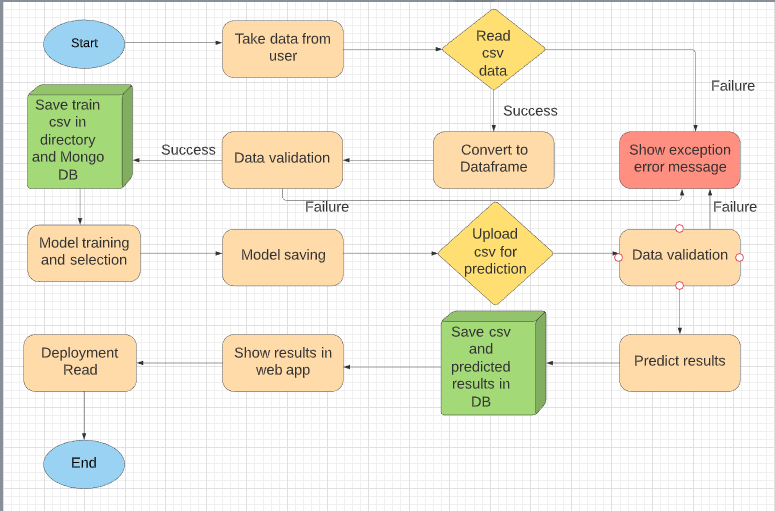 Start
Take data from
user
Read
csv
data
Failure
Success
Save train
csv in
directory
and Mongo
DB
Success
Data validation
Convert to
Dataframe
Show exception
error message
Failure
Failure
Model training
and selection
Model saving
Upload
csv for
prediction
Data validation
Save csv
and
predicted
results in
DB
Deployment
Read
Show results in
web app
Predict results
End